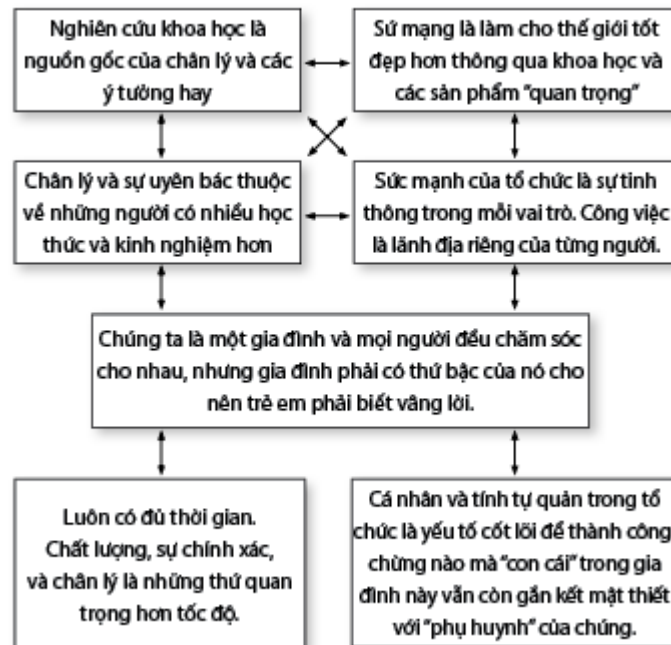 Nghiên cứu khoa học là
nguồn gốc của chân lý và các
ý tưởng hay
Sứ mạng là làm cho thế giới tốt
đẹp hơn thông qua khoa học và
các sản phẩm “quan trọng”
Chân lý và sự uyên bác thuộc
về những người có nhiều học
thức và kinh nghiệm hơn
Sức mạnh của tổ chức là sự tinh
thông trong mỗi vai trò. Công việc
là lãnh địa riêng của từng người.
Chúng ta là một gia đình và mọi người đều chăm sóc
cho nhau, nhưng gia đình phải có thứ bậc của nó cho
nên trẻ em phải biết vâng lời.
Luôn có đủ thời gian.
Chất lượng, sự chính xác,
và chân lý là những thứ quan
trọng hơn tốc độ.
Cá nhân và tính tự quản trong tổ
chức là yếu tố cốt lõi để thành công
chừng nào mà “con cái” trong gia
đình này vẫn còn gắn kết mật thiết
với “phụ huynh” của chúng.